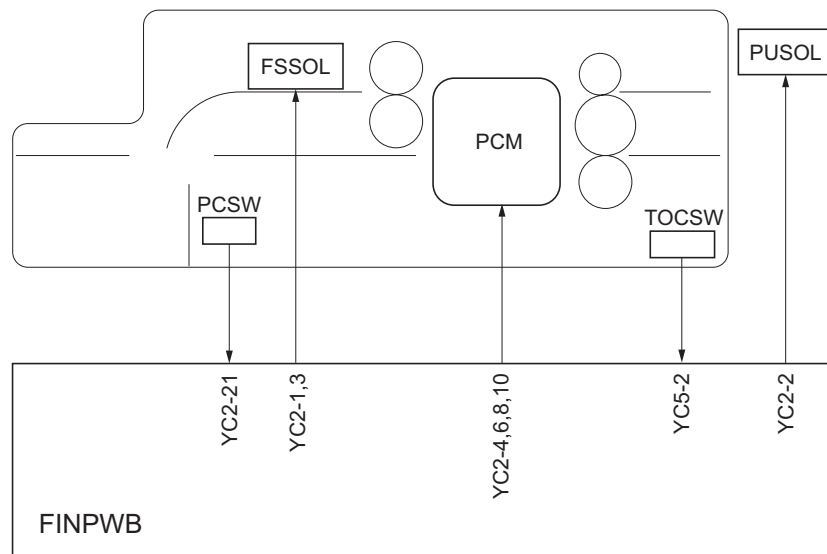 FSSOL
PUSOL
PCM
PCSW
TOCSW
YC2-21
YC2-1,3
YC2-4,6,8,10
YC5-2
YC2-2
FINPWB